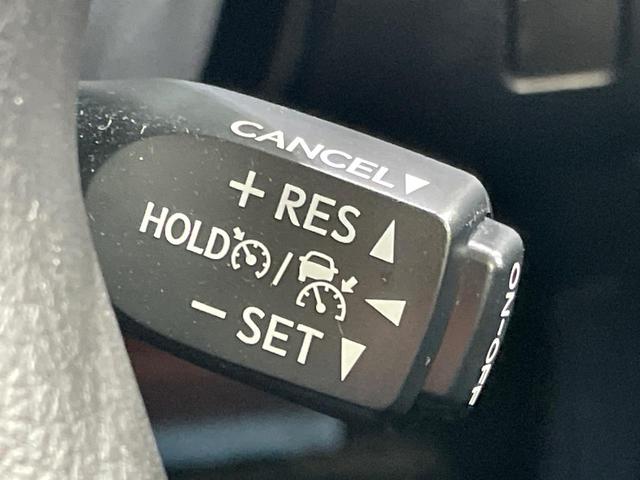 CANCEL▼
+ RES ▲
HOLD / ◀
− SET ▼
ON-OFF